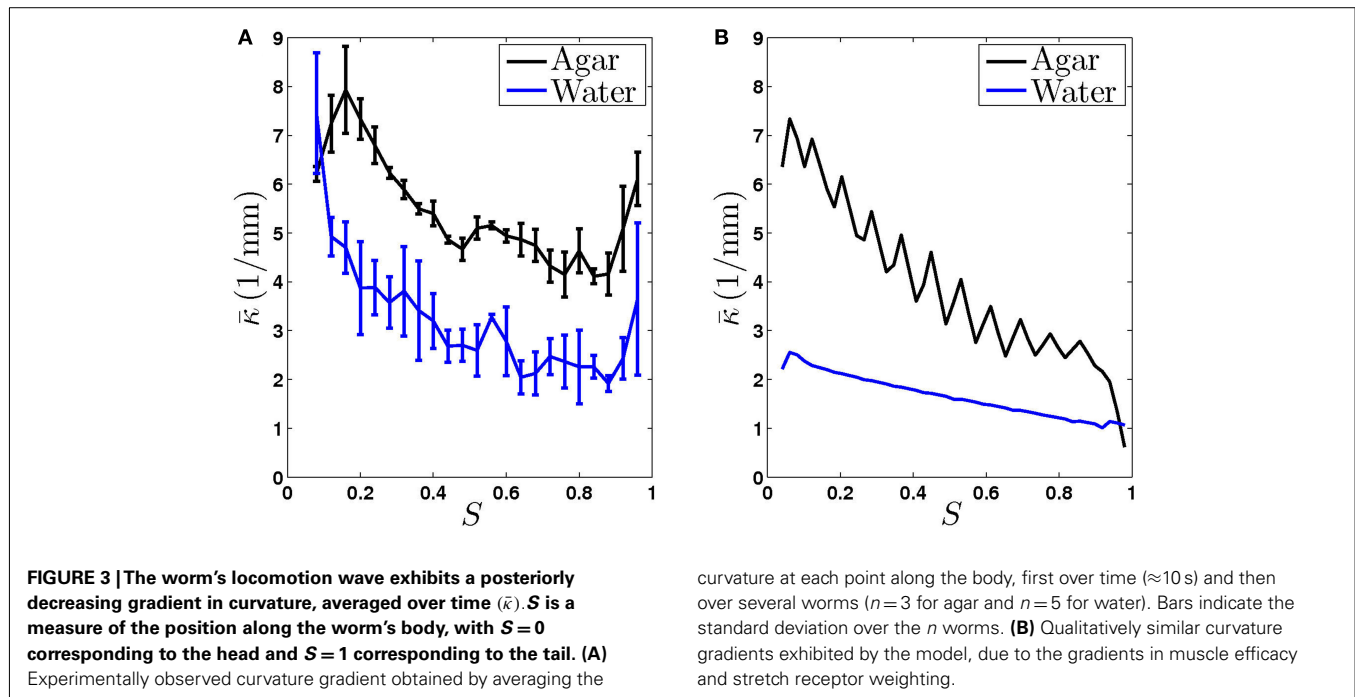 A
9
8
7
6
5
4
3
2
1
0
κ̄ (1/mm)
Agar
Water
0 0.2 0.4 0.6 0.8 1
S
B
9
8
7
6
5
4
3
2
1
0
κ̄ (1/mm)
Agar
Water
0 0.2 0.4 0.6 0.8 1
S
FIGURE 3 | The worm's locomotion wave exhibits a posteriorly
decreasing gradient in curvature, averaged over time (κ̄). S is a
measure of the position along the worm's body, with S = 0
corresponding to the head and S = 1 corresponding to the tail. (A)
Experimentally observed curvature gradient obtained by averaging the
curvature at each point along the body, first over time (≈10 s) and then
over several worms (n = 3 for agar and n = 5 for water). Bars indicate the
standard deviation over the n worms. (B) Qualitatively similar curvature
gradients exhibited by the model, due to the gradients in muscle efficacy
and stretch receptor weighting.